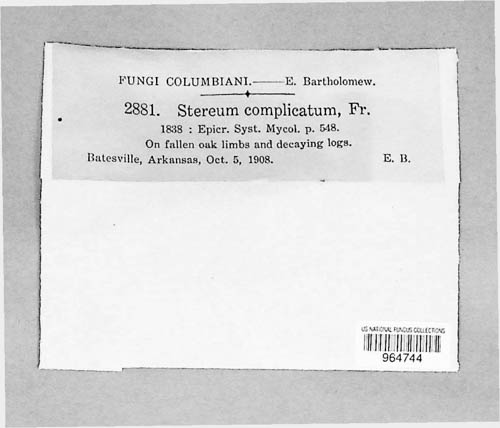 FUNGI COLUMBIANI.—E. Bartholomew.
2881. Stereum complicatum, Fr.
1838 : Epicr. Syst. Mycol. p. 548.
On fallen oak limbs and decaying logs.
Batesville, Arkansas, Oct. 5, 1908. E. B.
US NATIONAL FUNGUS COLLECTIONS
964744